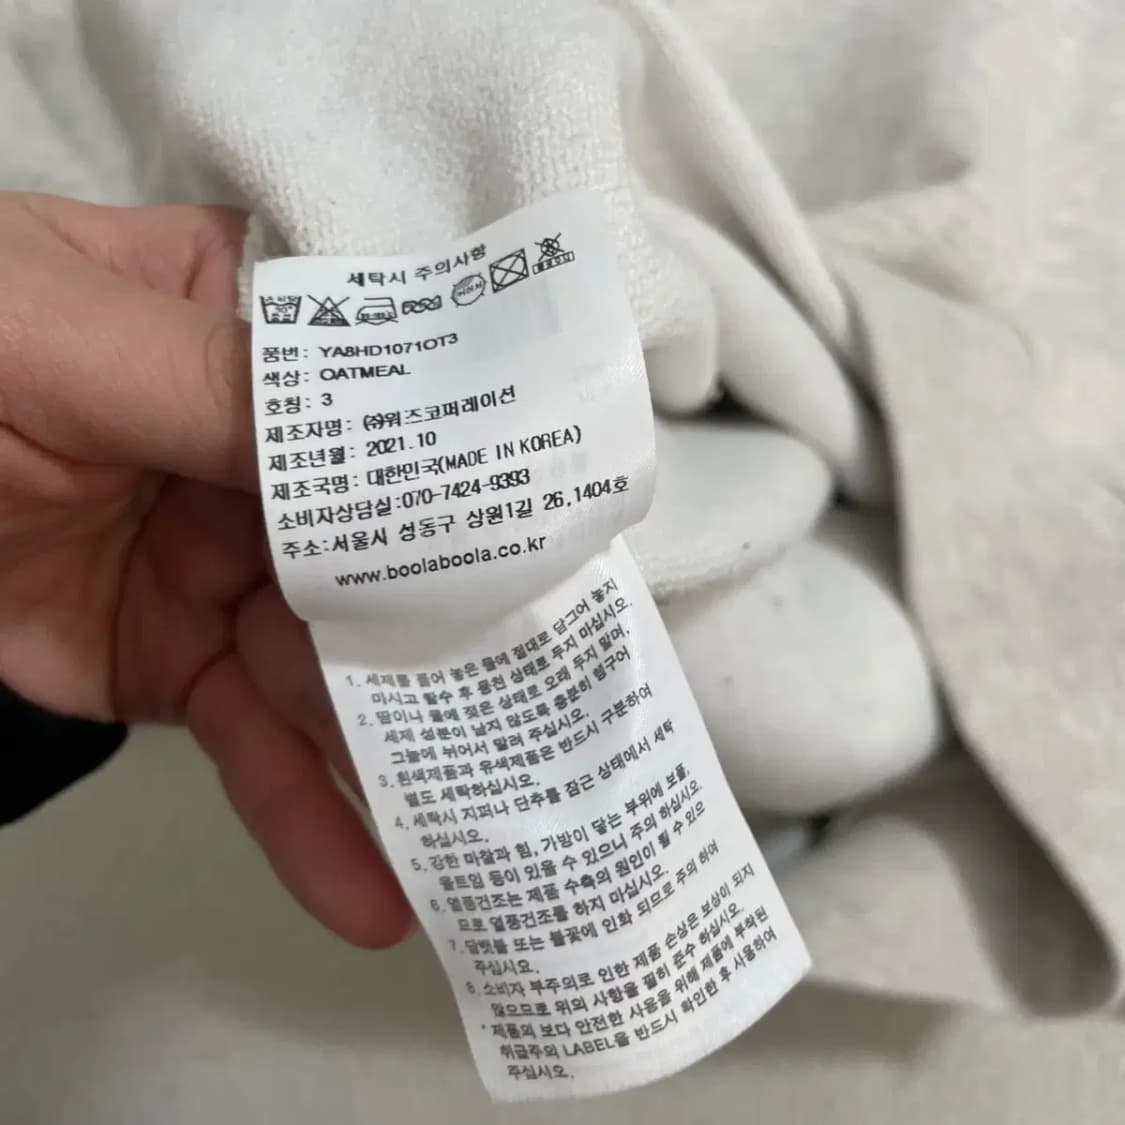 세탁시 주의사항
품번: YA8HD1071OT3
색상: OATMEAL
호칭: 3
제조자명: ㈜워즈코퍼레이션
제조년월: 2021.10
제조국명: 대한민국(MADE IN KOREA)
소비자상담실:070-7424-9393
주소:서울시 성동구 상원1길 26,1404호
www.boolaboola.co.kr
1. 세제를 풀어 놓은 물에 절대로 담그어 놓지
마시고 탈수 후 뭉친 상태로 두지 마십시오.
2. 땀이나 물에 젖은 상태로 오래 두지 말며,
세제 성분이 남지 않도록 충분히 헹구어
그늘에 뉘어서 말려 주십시오.
3. 흰색제품과 유색제품은 반드시 구분하여
별도 세탁하십시오.
4. 세탁시 지퍼나 단추를 잠근 상태에서 세탁
하십시오.
5. 강한 마찰과 힘, 가방이 닿는 부위에 보풀,
올트임 등이 있을 수 있으니 주의 하십시오.
6. 열풍건조는 제품 수축의 원인이 될 수 있으
므로 열풍건조를 하지 마십시오.
7. 담뱃불 또는 불꽃에 인화 되므로 주의 하여
주십시요.
8. 소비자 부주의로 인한 제품 손상은 보상이 되지
않으므로 위의 사항을 필히 준수 하십시오.
* 제품의 보다 안전한 사용을 위해 제품에 부착된
취급주의 LABEL을 반드시 확인한 후 사용하여
주십시오.